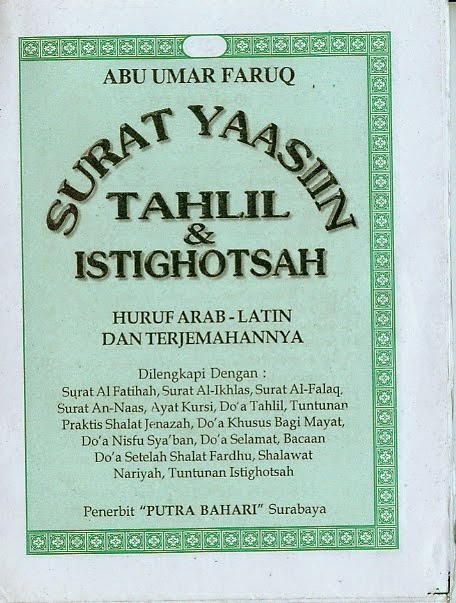 ABU UMAR FARUQ
SURAT YAASIIN
TAHLIL
&
ISTIGHOTSAH
HURUF ARAB - LATIN
DAN TERJEMAHANNYA
Dilengkapi Dengan :
Surat Al Fatihah, Surat Al-Ikhlas, Surat Al-Falaq,
Surat An-Naas, Ayat Kursi, Do'a Tahlil, Tuntunan
Praktis Shalat Jenazah, Do'a Khusus Bagi Mayat,
Do'a Nisfu Sya'ban, Do'a Selamat, Bacaan
Do'a Setelah Shalat Fardhu, Shalawat
Nariyah, Tuntunan Istighotsah
Penerbit "PUTRA BAHARI" Surabaya